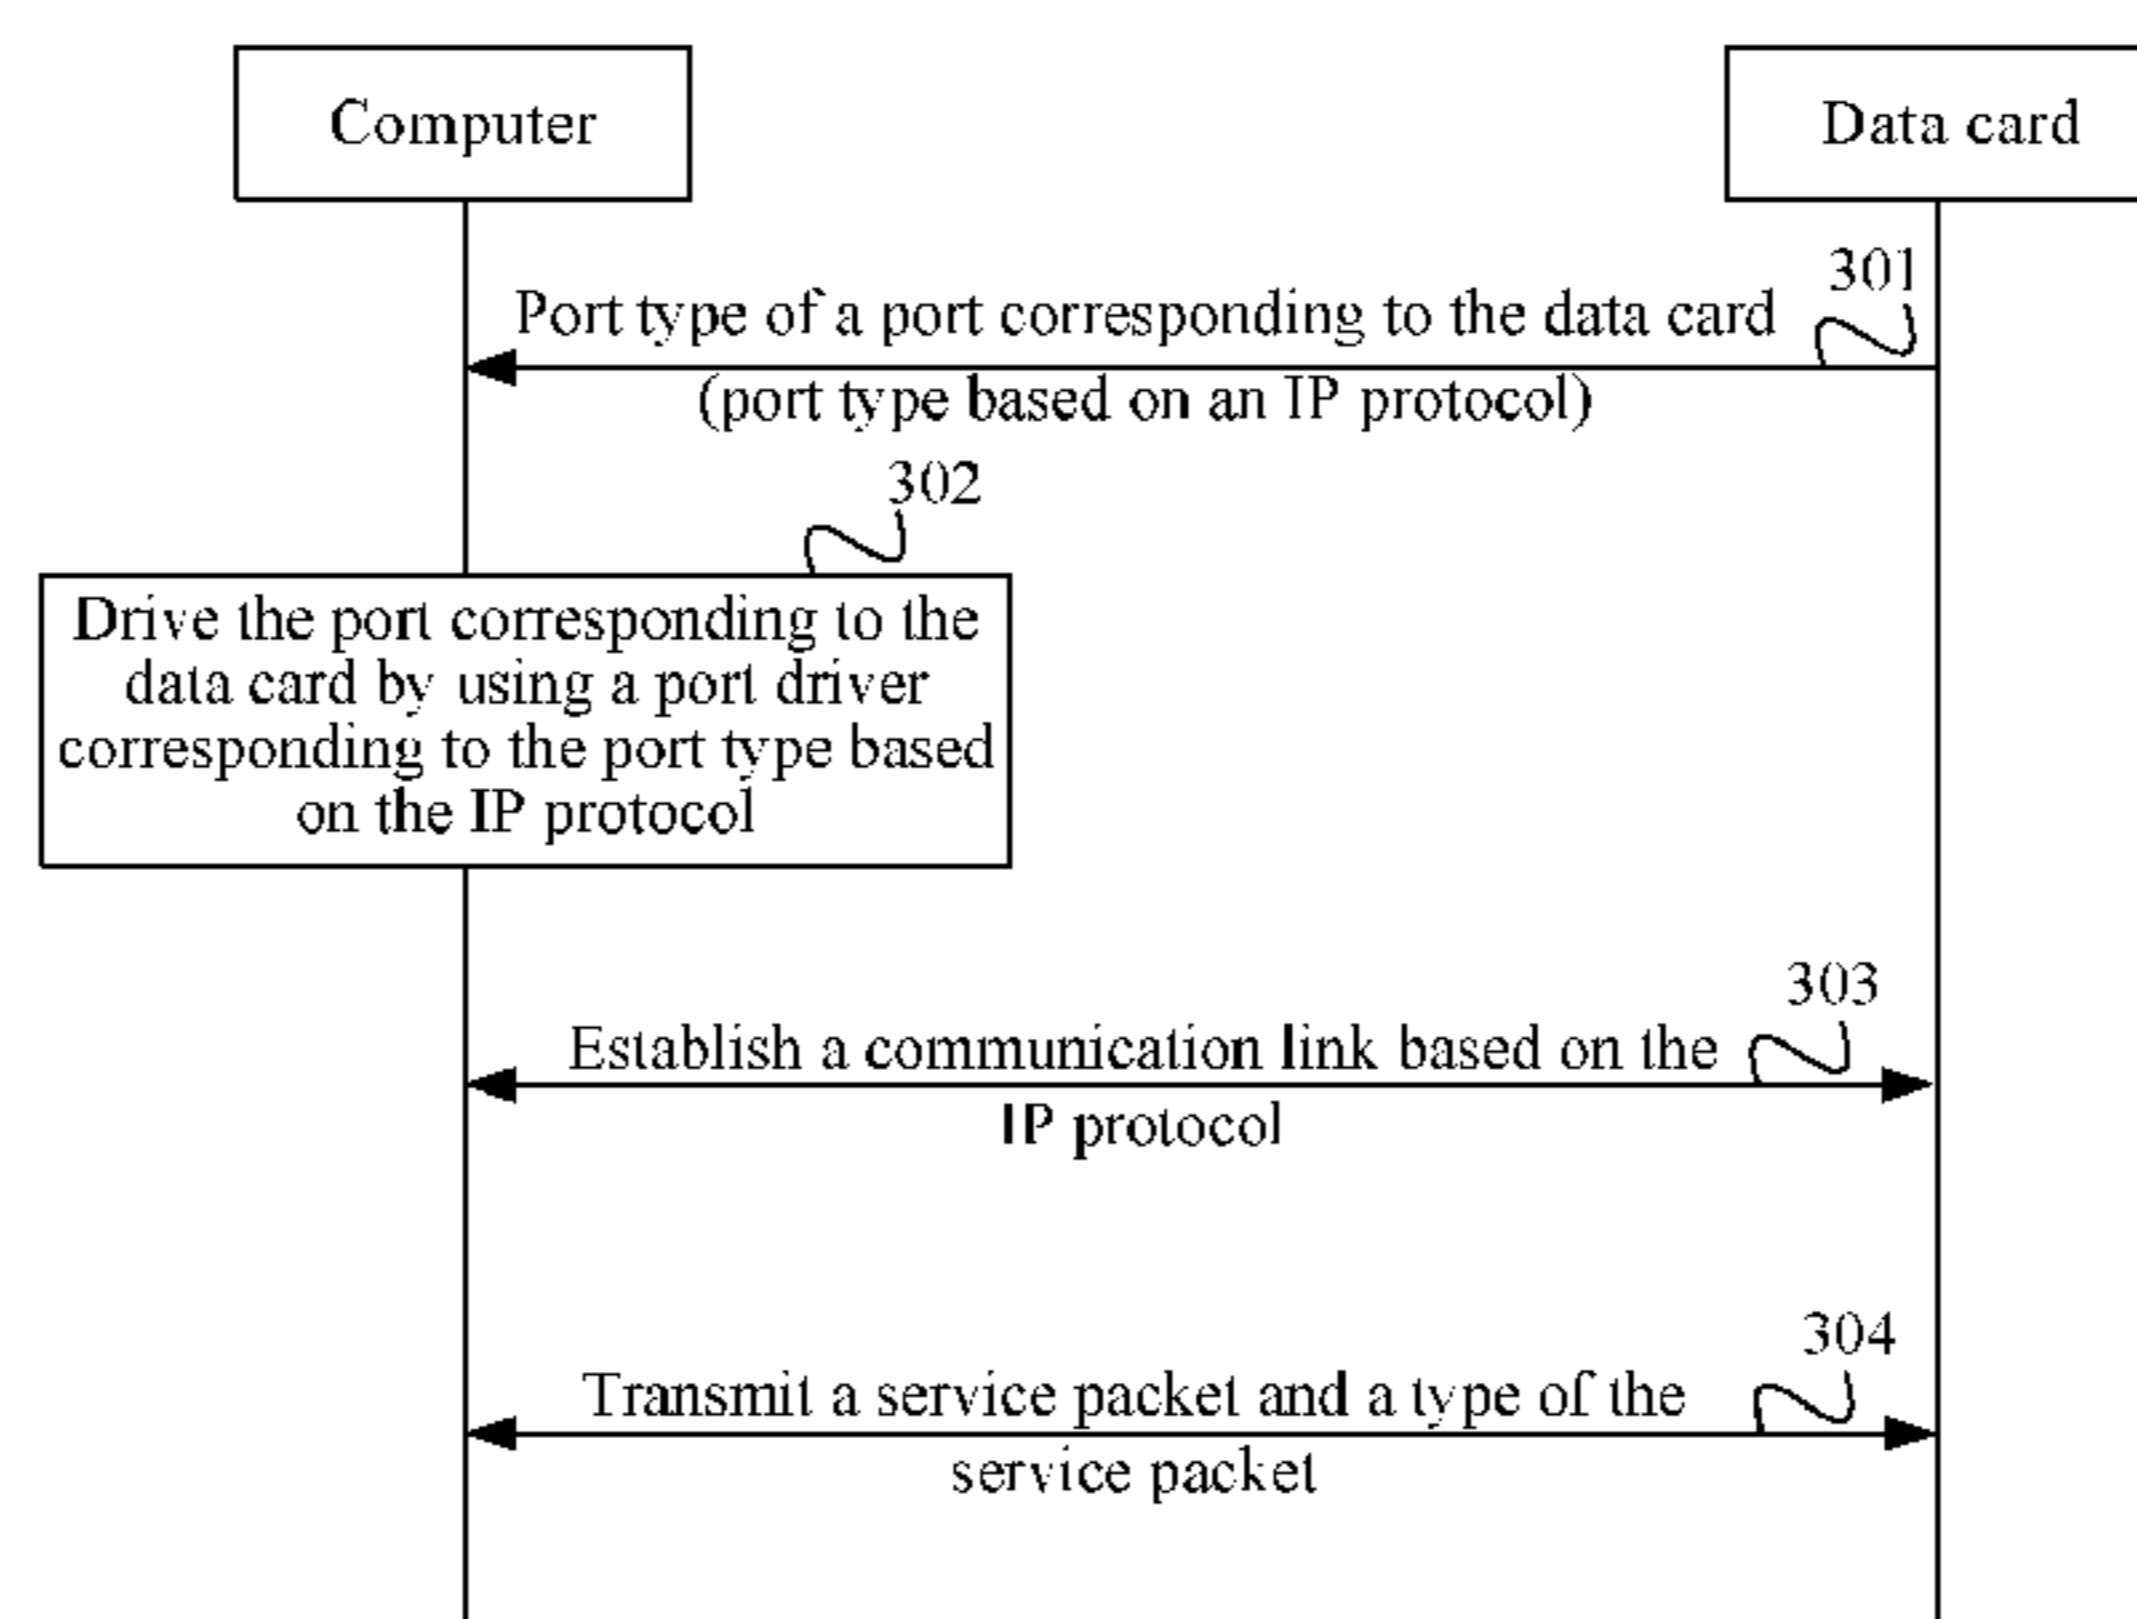 Computer
Data card
301
Port type of a port corresponding to the data card
(port type based on an IP protocol)
302
Drive the port corresponding to the
data card by using a port driver
corresponding to the port type based
on the IP protocol
303
Establish a communication link based on the
IP protocol
304
Transmit a service packet and a type of the
service packet